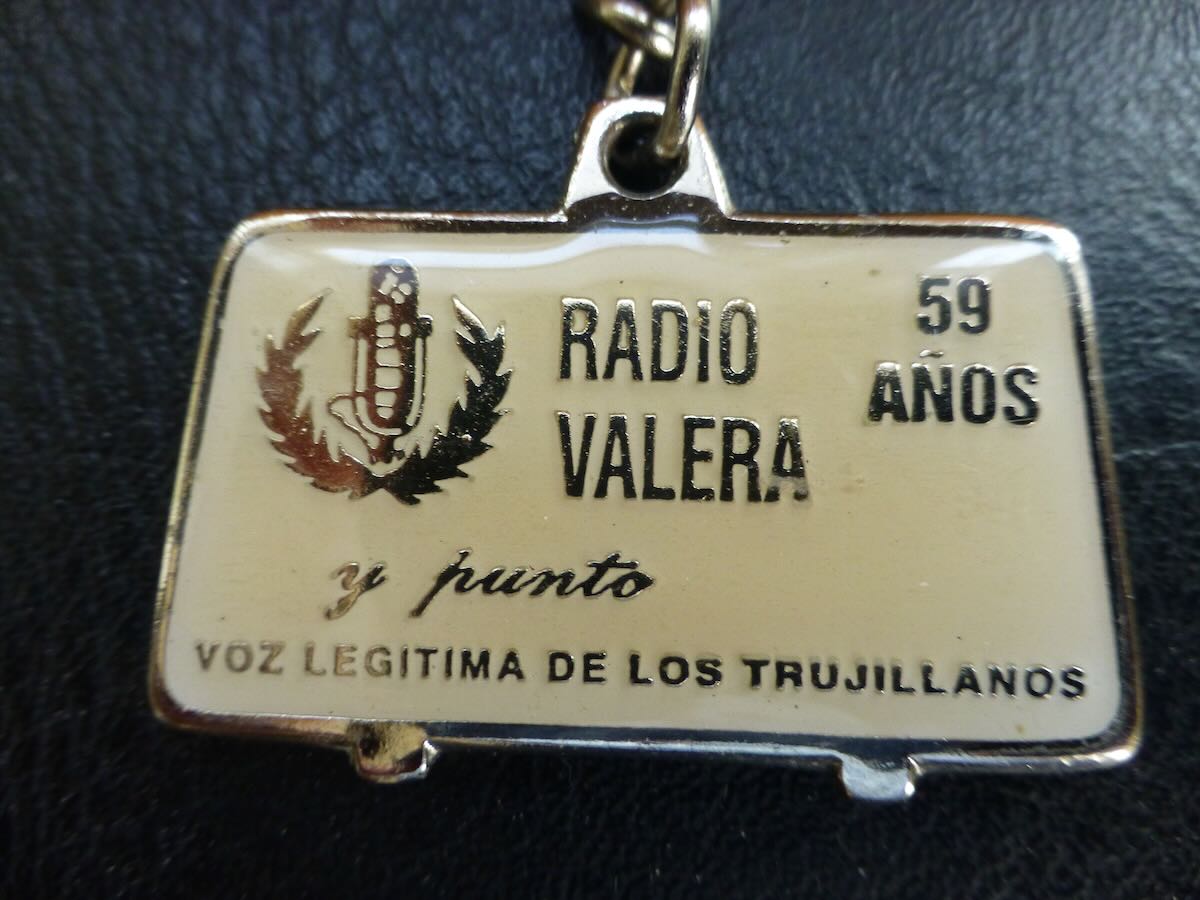 RADIO
VALERA
59
AÑOS
y punto
VOZ LEGITIMA DE LOS TRUJILLANOS